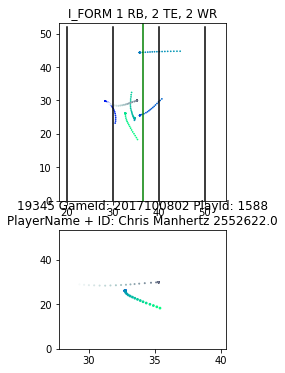 I_FORM 1 RB, 2 TE, 2 WR
50
40
30
20
10
0
20 30 40 50
19345 GameId: 2017100802 PlayId: 1588
PlayerName + ID: Chris Manhertz 2552622.0
40
20
0
30 35 40